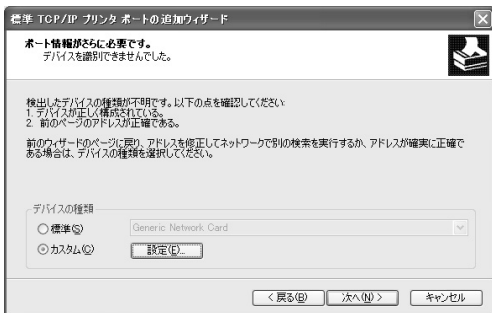 標準 TCP/IP プリンタ ポートの追加ウィザード
ポート情報がさらに必要です。
デバイスを識別できませんでした。
検出したデバイスの種類が不明です。以下の点を確認してください:
1. デバイスが正しく構成されている。
2. 前のページのアドレスが正確である。
前のウィザードのページに戻り、アドレスを修正してネットワークで別の検索を実行するか、アドレスが確実に正確で
ある場合は、デバイスの種類を選択してください。
デバイスの種類
標準(S)
Generic Network Card
カスタム(C)
設定(E)...
< 戻る(B)
次へ(N) >
キャンセル